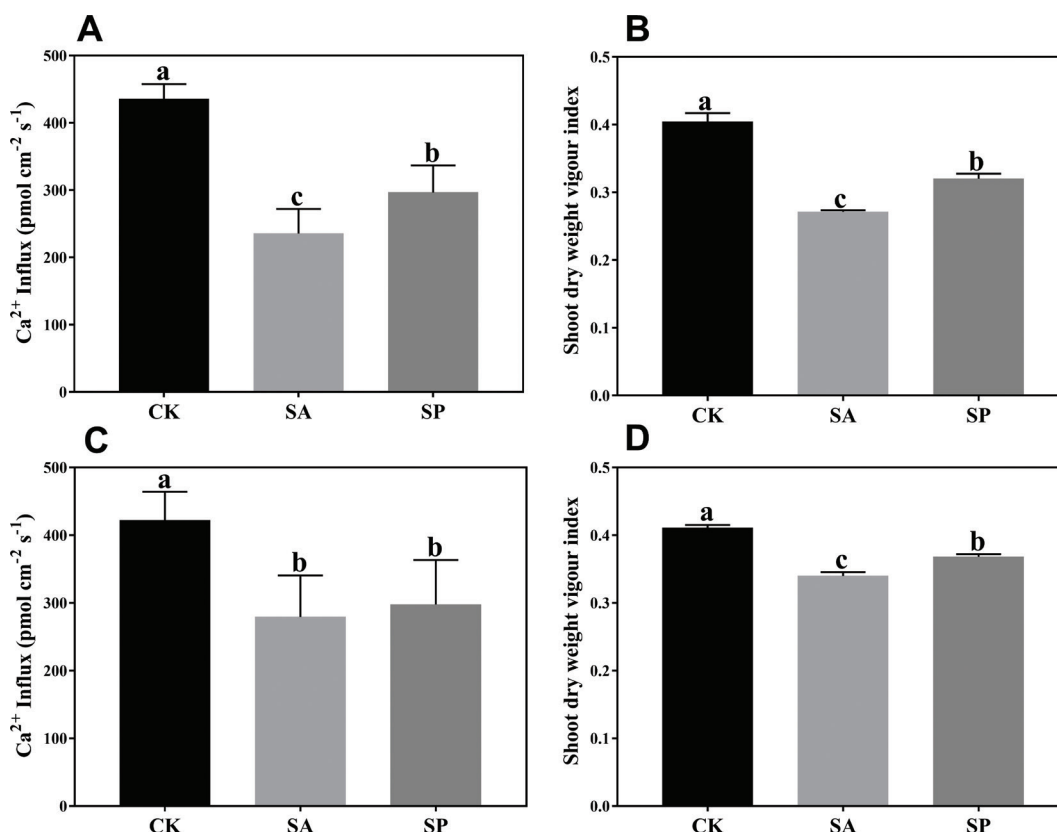 A
Ca²⁺ Influx (pmol cm⁻² s⁻¹)
500
400
300
200
100
0
a
c
b
CK SA SP
B
Shoot dry weight vigour index
0.5
0.4
0.3
0.2
0.1
0.0
a
c
b
CK SA SP
C
Ca²⁺ Influx (pmol cm⁻² s⁻¹)
500
400
300
200
100
0
a
b
b
CK SA SP
D
Shoot dry weight vigour index
0.5
0.4
0.3
0.2
0.1
0.0
a
c
b
CK SA SP